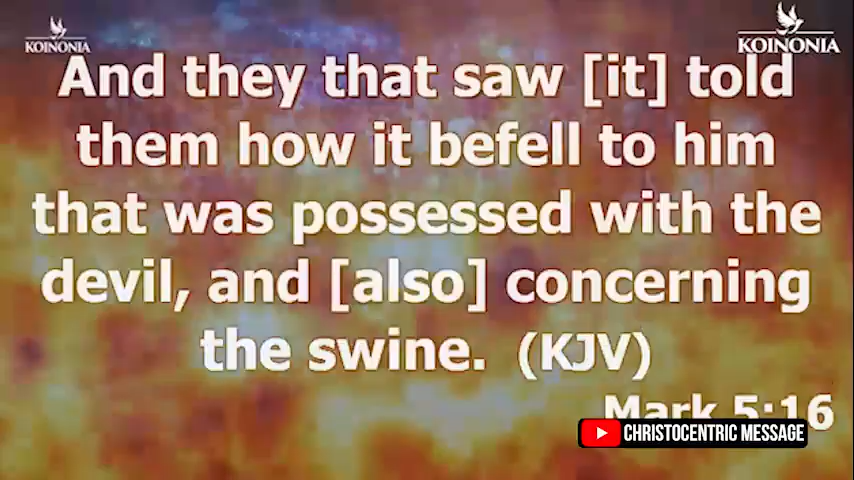 KOINONIA
KOINONIA
And they that saw [it] told
them how it befell to him
that was possessed with the
devil, and [also] concerning
the swine. (KJV)
Mark 5:16
CHRISTOCENTRIC MESSAGE